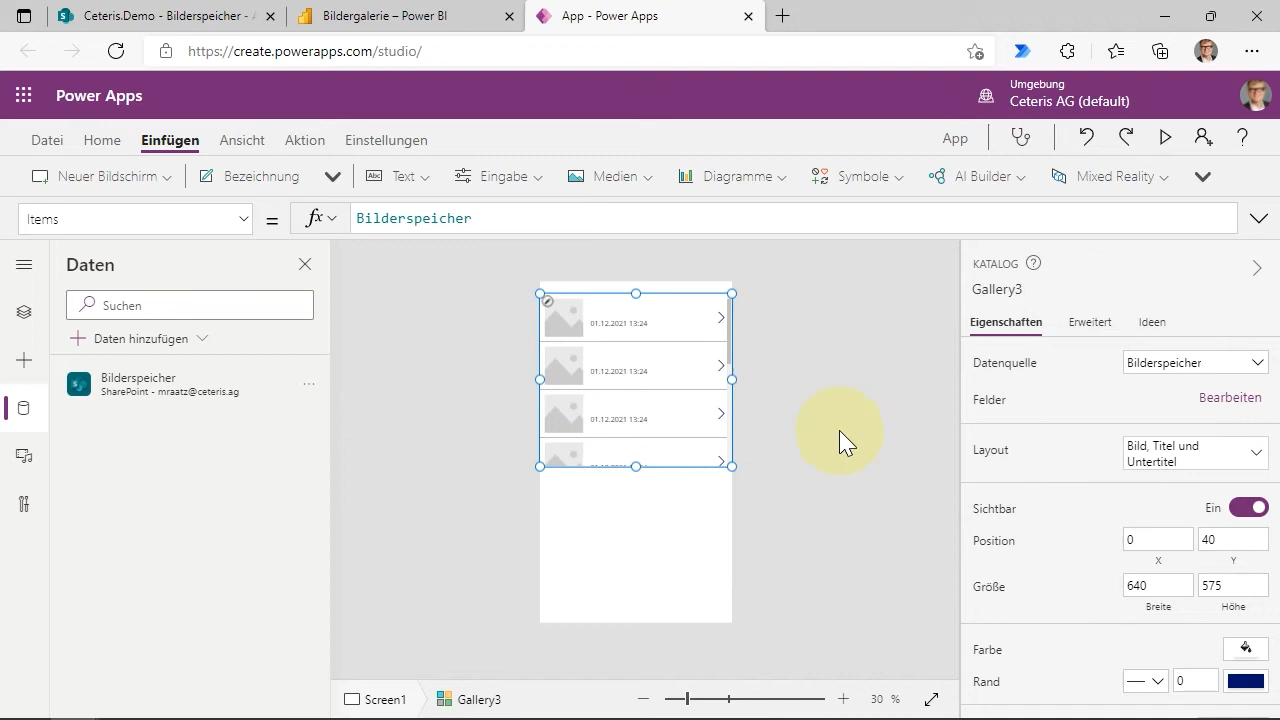 Ceteris.Demo - Bilderspeicher - A
Bildergalerie – Power BI
App - Power Apps
https://create.powerapps.com/studio/
Power Apps
Umgebung
Ceteris AG (default)
Datei Home Einfügen Ansicht Aktion Einstellungen App
Neuer Bildschirm Bezeichnung Text Eingabe Medien Diagramme Symbole AI Builder Mixed Reality
Items = fx Bilderspeicher
Daten
Suchen
Daten hinzufügen
Bilderspeicher
SharePoint - mraatz@ceteris.ag
01.12.2021 13:24
01.12.2021 13:24
01.12.2021 13:24
KATALOG
Gallery3
Eigenschaften Erweitert Ideen
Datenquelle Bilderspeicher
Felder Bearbeiten
Layout Bild, Titel und Untertitel
Sichtbar Ein
Position 0 40
X Y
Größe 640 575
Breite Höhe
Farbe
Rand 0
Screen1 Gallery3 30 %